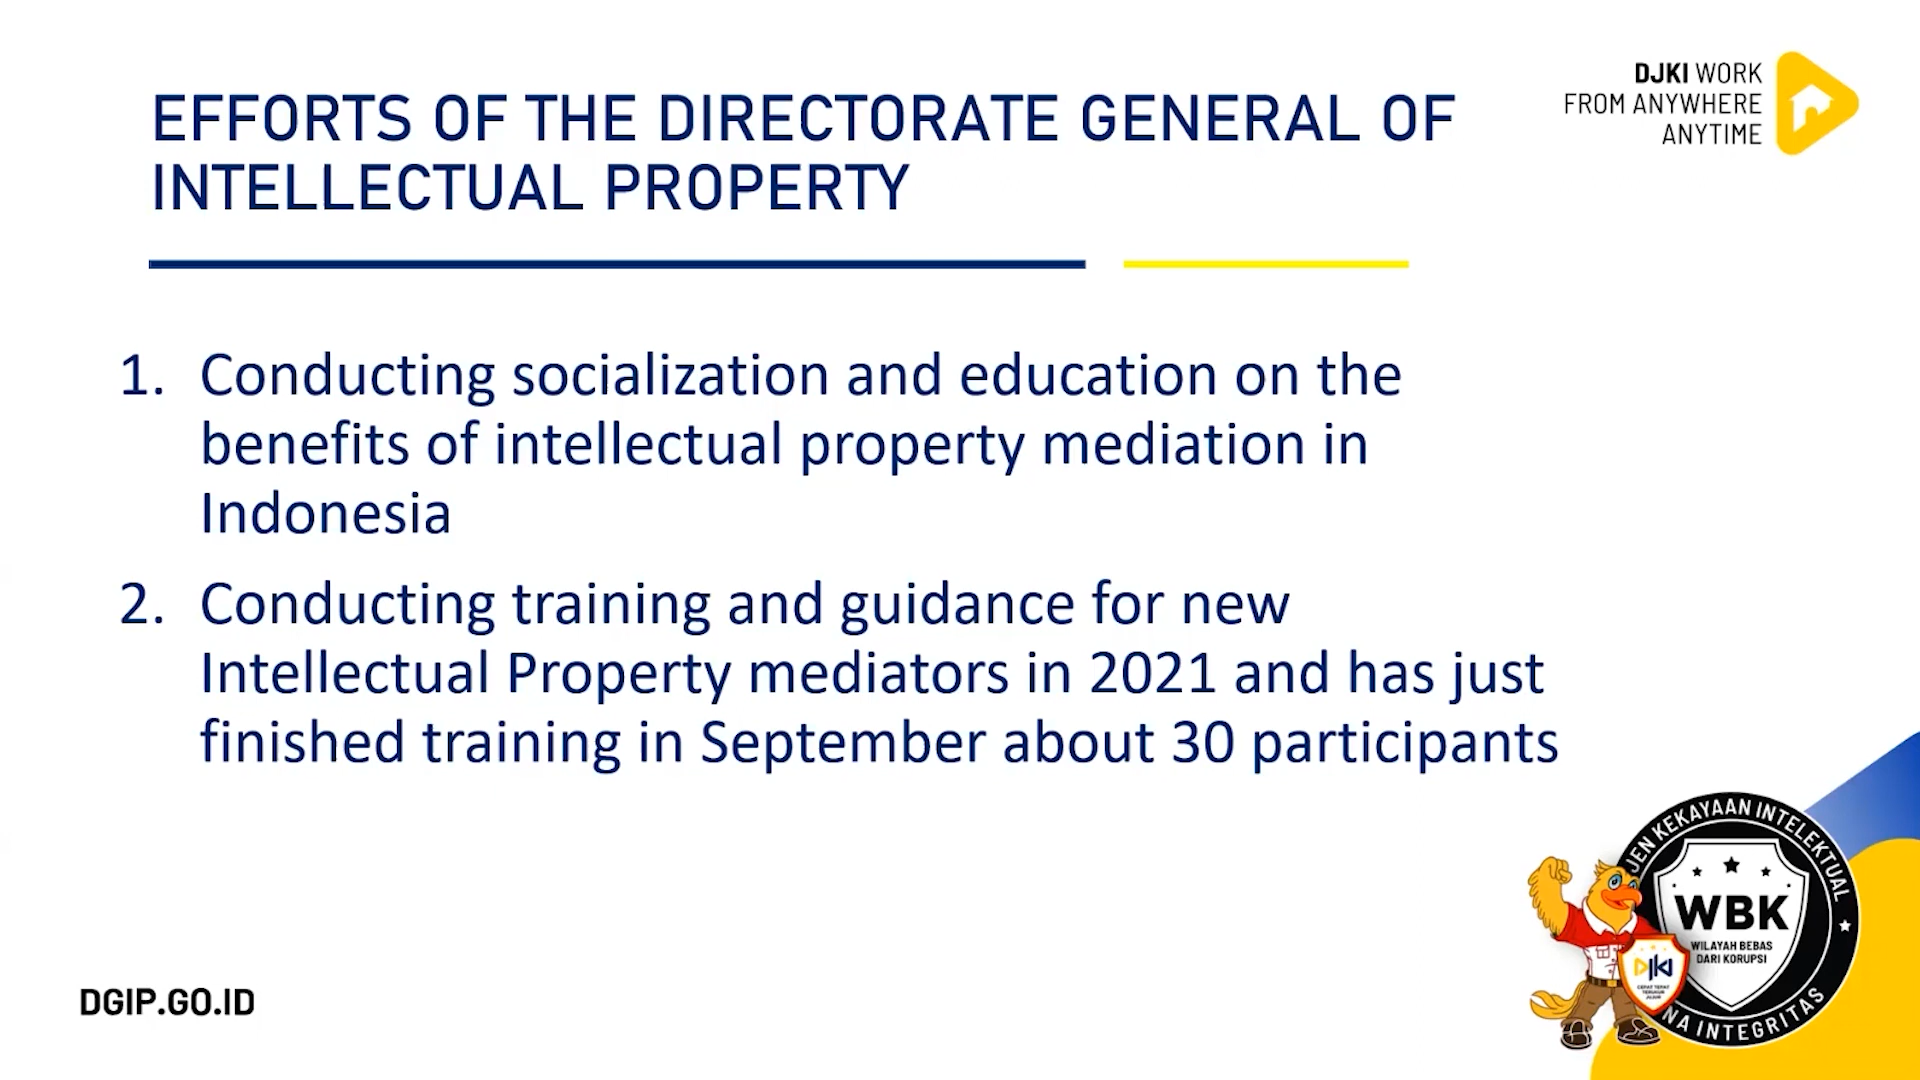 EFFORTS OF THE DIRECTORATE GENERAL OF
INTELLECTUAL PROPERTY
DJKI WORK
FROM ANYWHERE
ANYTIME
1. Conducting socialization and education on the
benefits of intellectual property mediation in
Indonesia
2. Conducting training and guidance for new
Intellectual Property mediators in 2021 and has just
finished training in September about 30 participants
DGIP.GO.ID
JEN KEKAYAAN INTELEKTUAL
WBK
WILAYAH BEBAS
DARI KORUPSI
NA INTEGRITAS
DJKI
CEPAT TEPAT